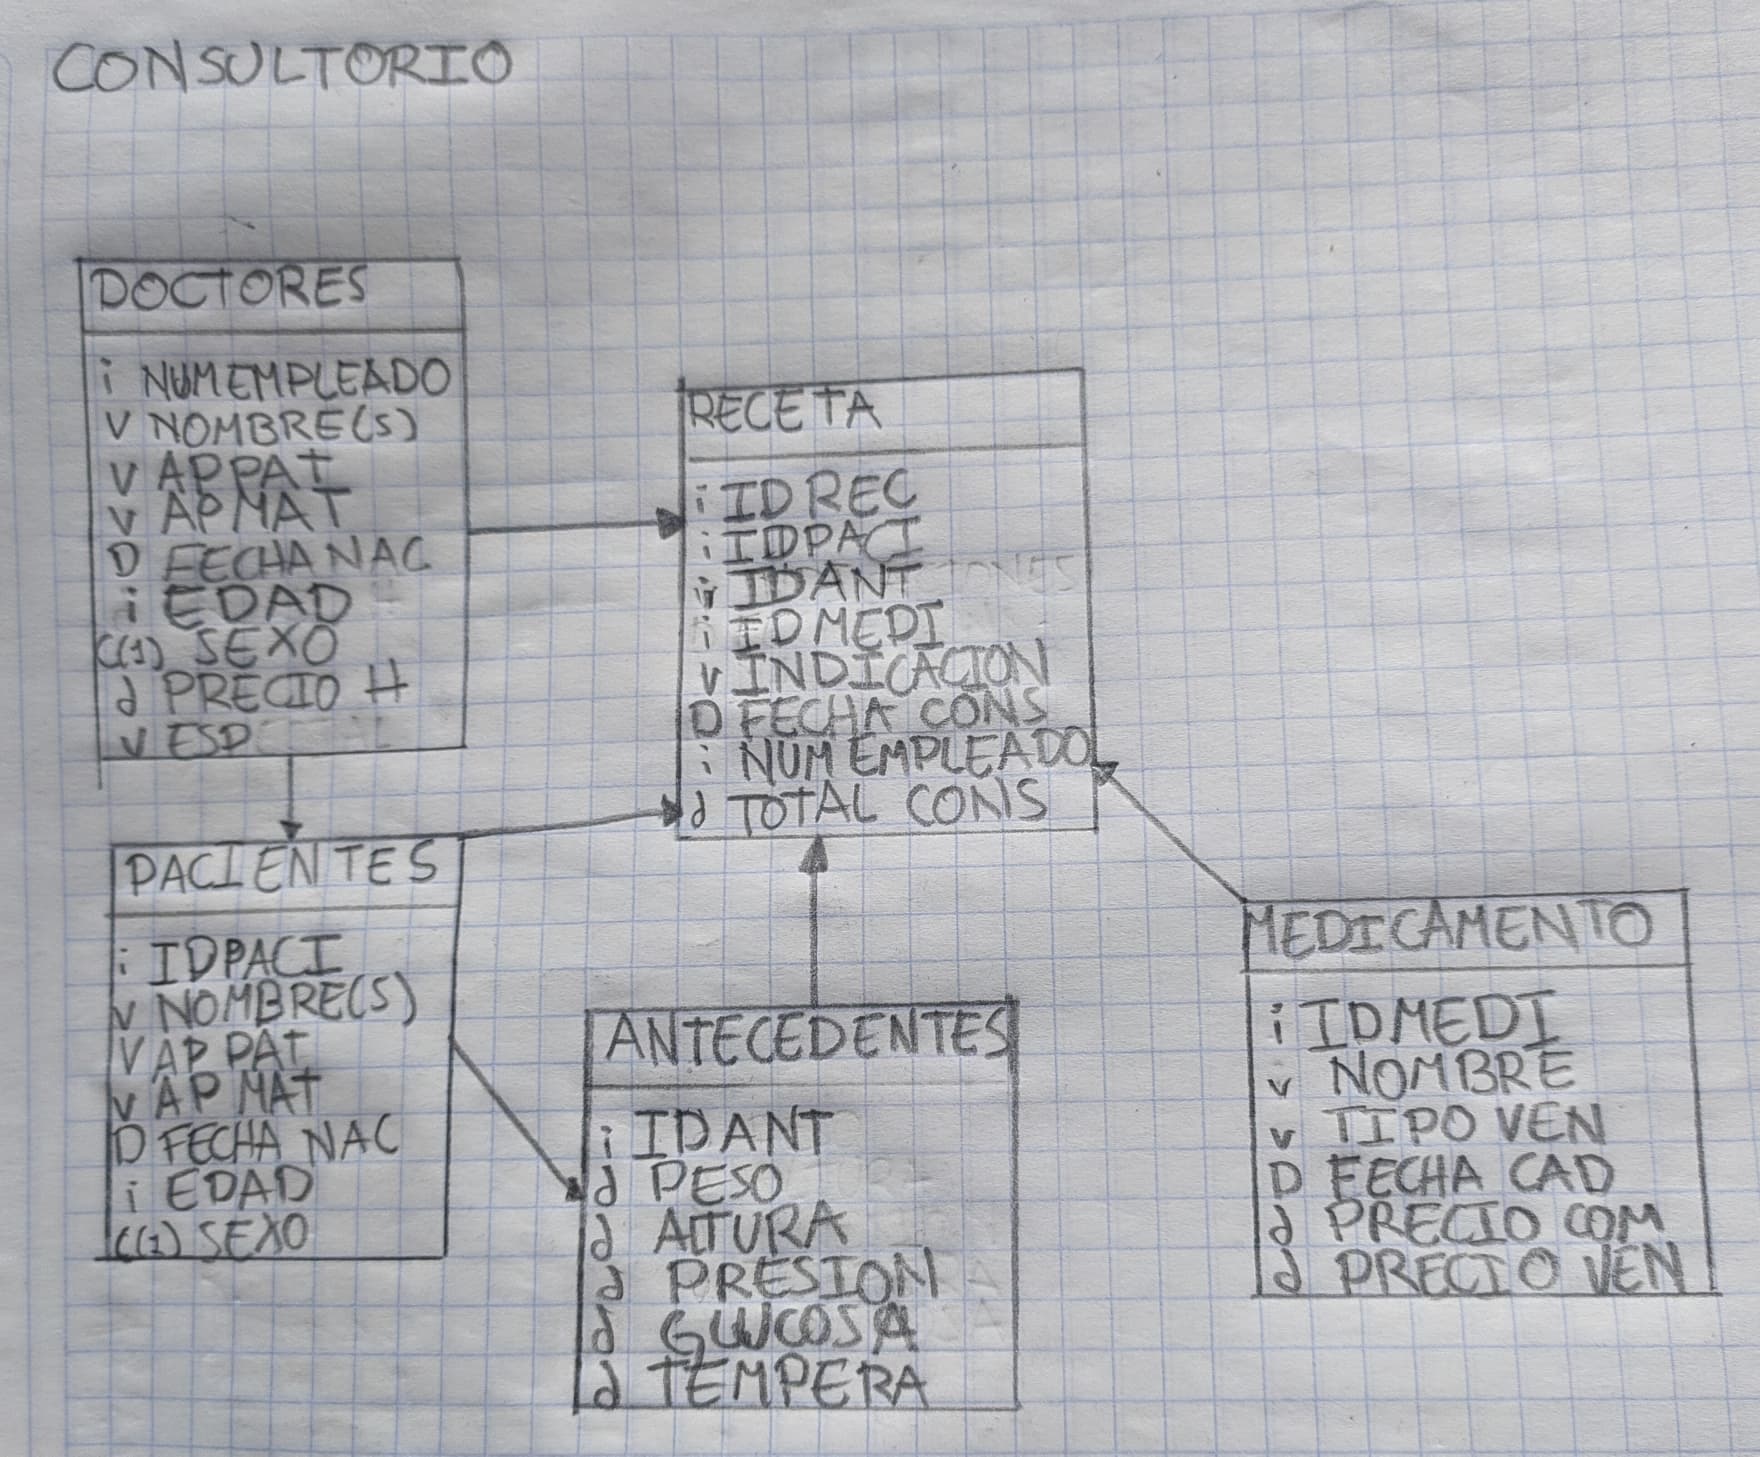 CONSULTORIO
DOCTORES
i NUMEMPLEADO
V NOMBRE(S)
V APPAT
V APMAT
D FECHA NAC
i EDAD
C(1) SEXO
d PRECIO H
V ESP
RECETA
i IDREC
i IDPACI
i IDANT
i IDMEDI
V INDICACION
D FECHA CONS
i NUM EMPLEADO
d TOTAL CONS
PACIENTES
i IDPACI
V NOMBRE(S)
V AP PAT
V AP MAT
D FECHA NAC
i EDAD
C(1) SEXO
ANTECEDENTES
i IDANT
d PESO
d ALTURA
d PRESION
d GLUCOSA
d TEMPERA
MEDICAMENTO
i IDMEDI
v NOMBRE
v TIPO VEN
D FECHA CAD
d PRECIO COM
d PRECIO VEN